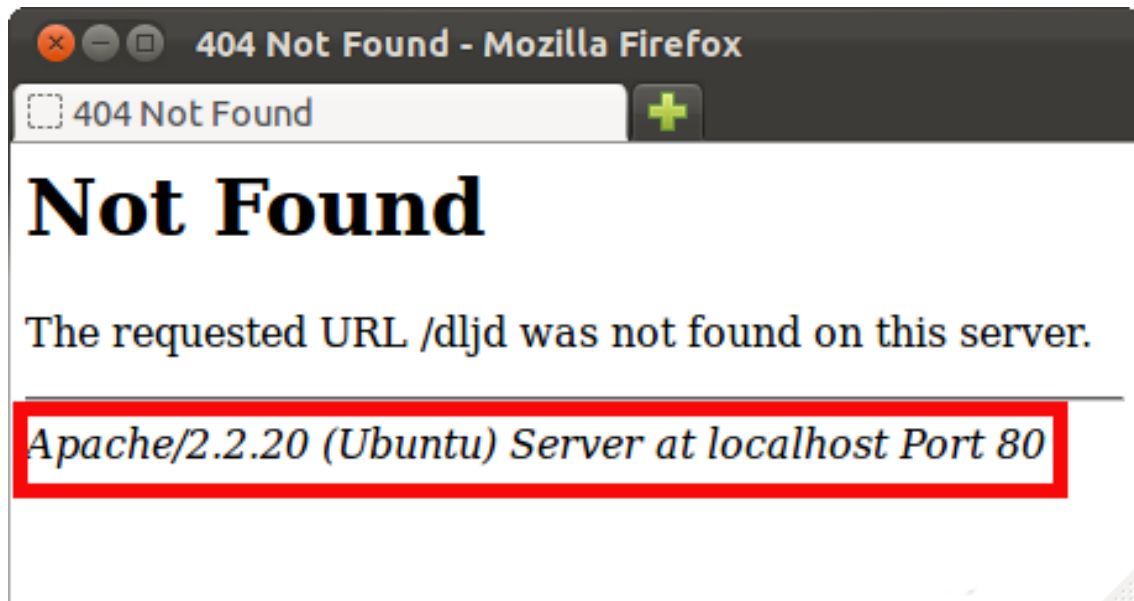 404 Not Found - Mozilla Firefox
404 Not Found
Not Found
The requested URL /dljd was not found on this server.
Apache/2.2.20 (Ubuntu) Server at localhost Port 80